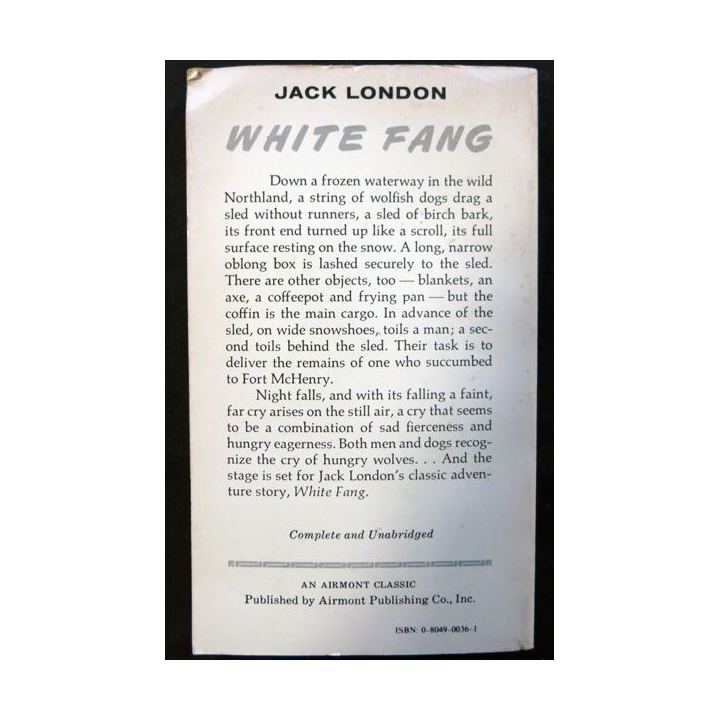 JACK LONDON
WHITE FANG
Down a frozen waterway in the wild
Northland, a string of wolfish dogs drag a
sled without runners, a sled of birch bark,
its front end turned up like a scroll, its full
surface resting on the snow. A long, narrow
oblong box is lashed securely to the sled.
There are other objects, too — blankets, an
axe, a coffeepot and frying pan — but the
coffin is the main cargo. In advance of the
sled, on wide snowshoes, toils a man; a sec-
ond toils behind the sled. Their task is to
deliver the remains of one who succumbed
to Fort McHenry.
Night falls, and with its falling a faint,
far cry arises on the still air, a cry that seems
to be a combination of sad fierceness and
hungry eagerness. Both men and dogs recog-
nize the cry of hungry wolves. . . And the
stage is set for Jack London's classic adven-
ture story, White Fang.
Complete and Unabridged
AN AIRMONT CLASSIC
Published by Airmont Publishing Co., Inc.
ISBN: 0-8049-0036-1